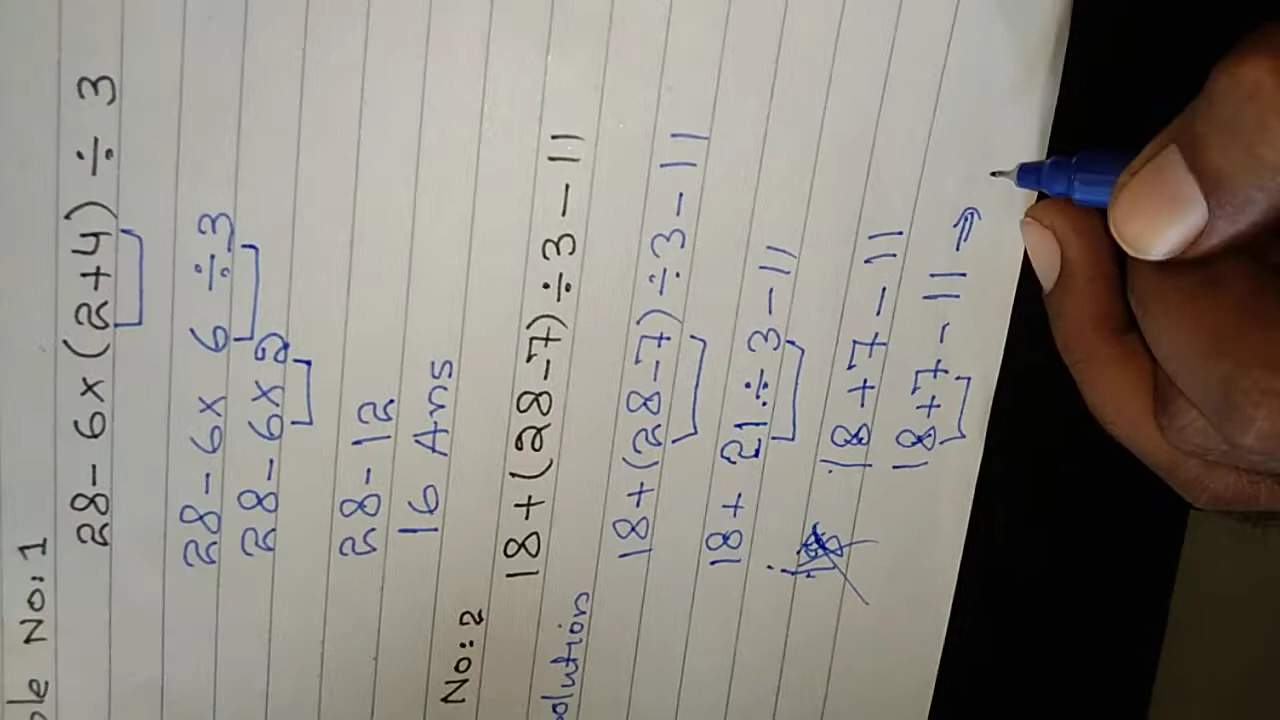 No: 1
28 - 6 × (2+4) ÷ 3
28 - 6 × 6 ÷ 3
28 - 6 × 2
28 - 12
16 Ans
No: 2
18 + (28 - 7) ÷ 3 - 11
18 + (28 - 7) ÷ 3 - 11
18 + 21 ÷ 3 - 11
18 + 7 - 11
18 + 7 - 11 ⇒